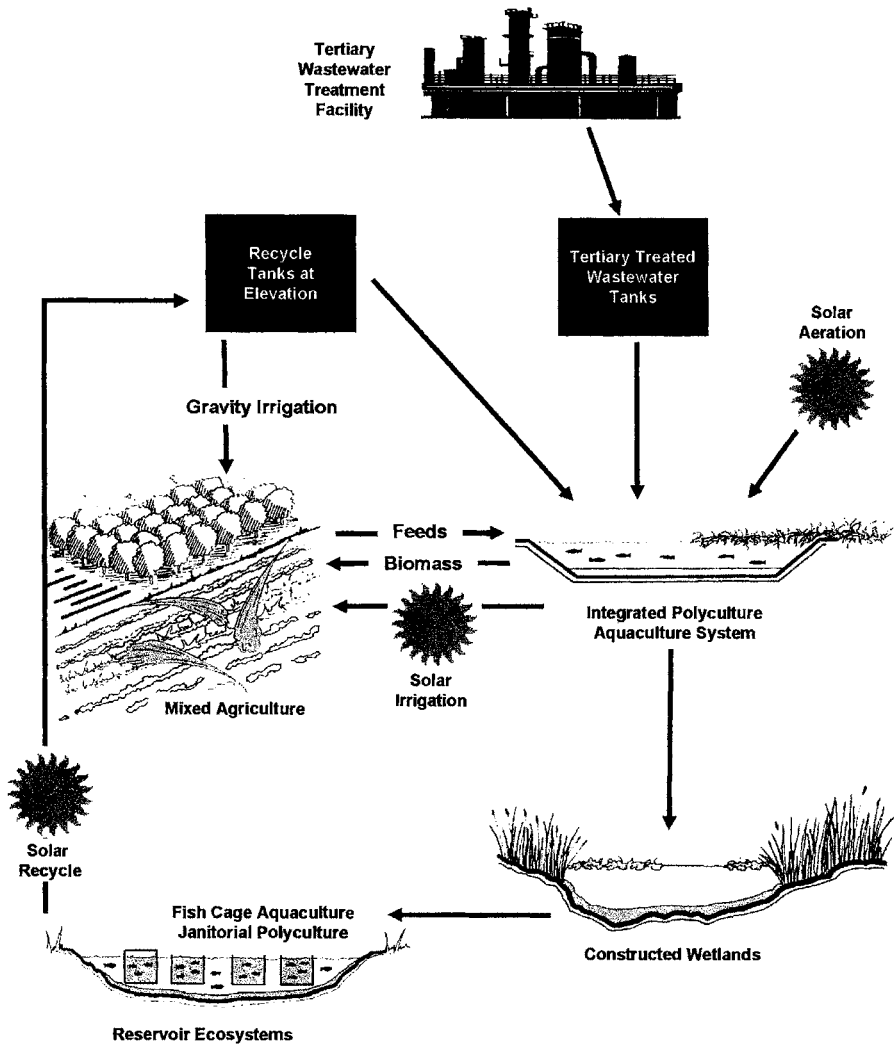 Tertiary
Wastewater
Treatment
Facility
Recycle
Tanks at
Elevation
Tertiary Treated
Wastewater
Tanks
Solar
Aeration
Gravity Irrigation
Feeds
Biomass
Integrated Polyculture
Aquaculture System
Solar
Irrigation
Mixed Agriculture
Solar
Recycle
Fish Cage Aquaculture
Janitorial Polyculture
Constructed Wetlands
Reservoir Ecosystems